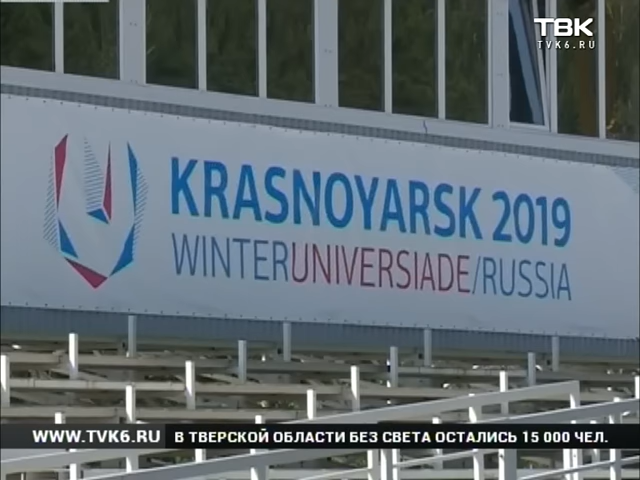 ТВК
TVK6.RU
KRASNOYARSK 2019
WINTERUNIVERSIADE/RUSSIA
WWW.TVK6.RU В ТВЕРСКОЙ ОБЛАСТИ БЕЗ СВЕТА ОСТАЛИСЬ 15 000 ЧЕЛ.